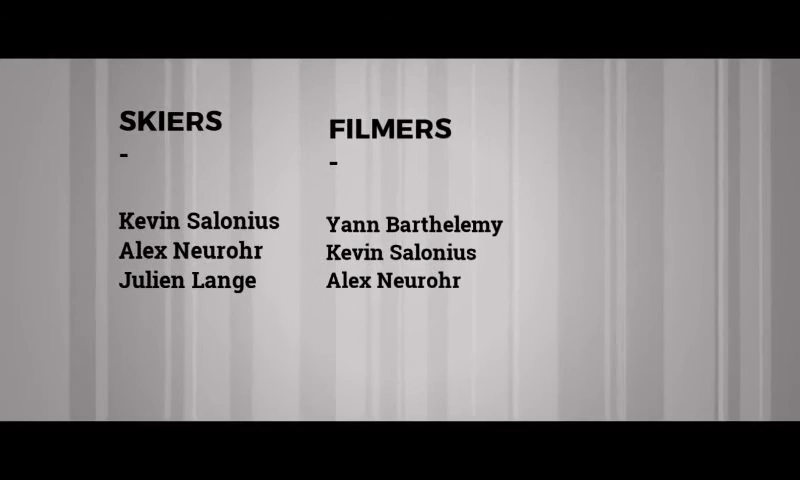 SKIERS
-
Kevin Salonius
Alex Neurohr
Julien Lange
FILMERS
-
Yann Barthelemy
Kevin Salonius
Alex Neurohr